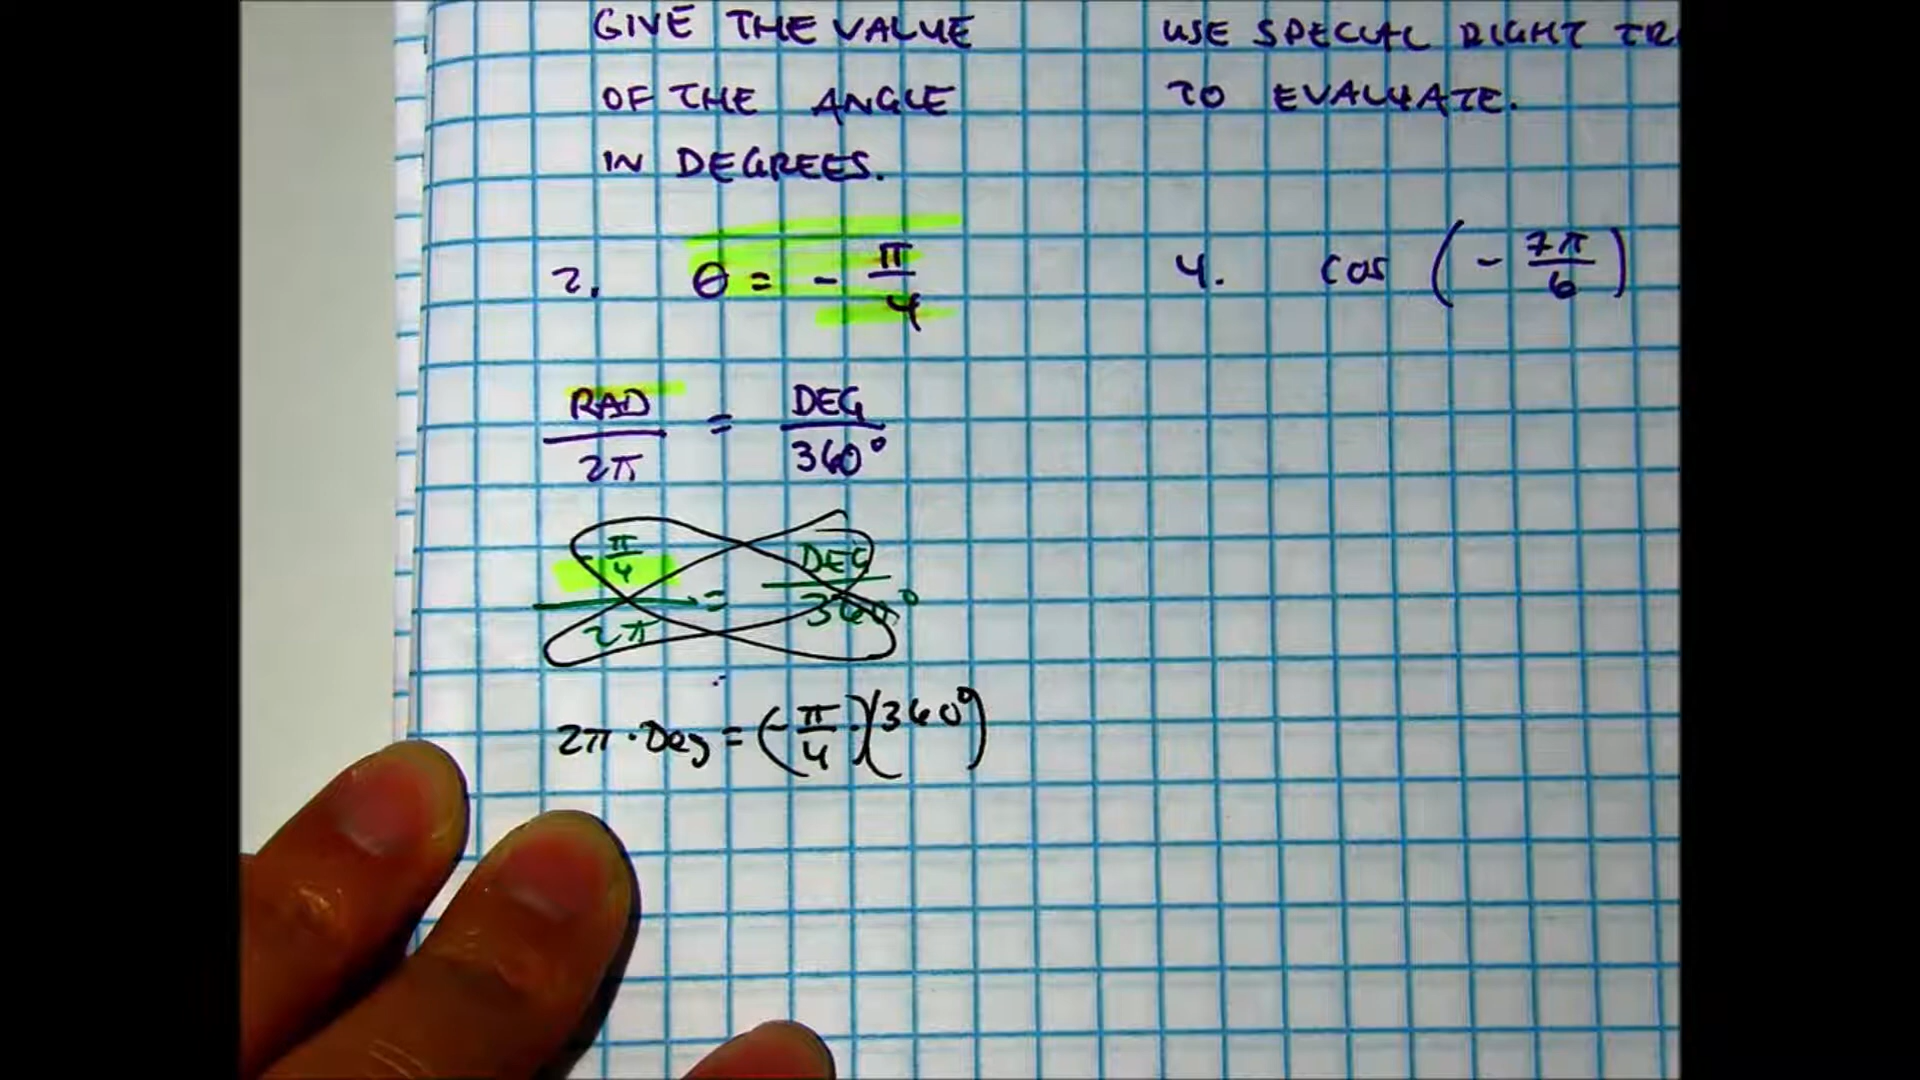 GIVE THE VALUE
OF THE ANGLE
IN DEGREES.
2. θ = - π/4
RAD/2π = DEG/360°
-π/4/2π = DEG/360°
2π · Deg = (-π/4)(360°)
USE SPECIAL RIGHT TR
TO EVALUATE.
4. cos (- 7π/6)